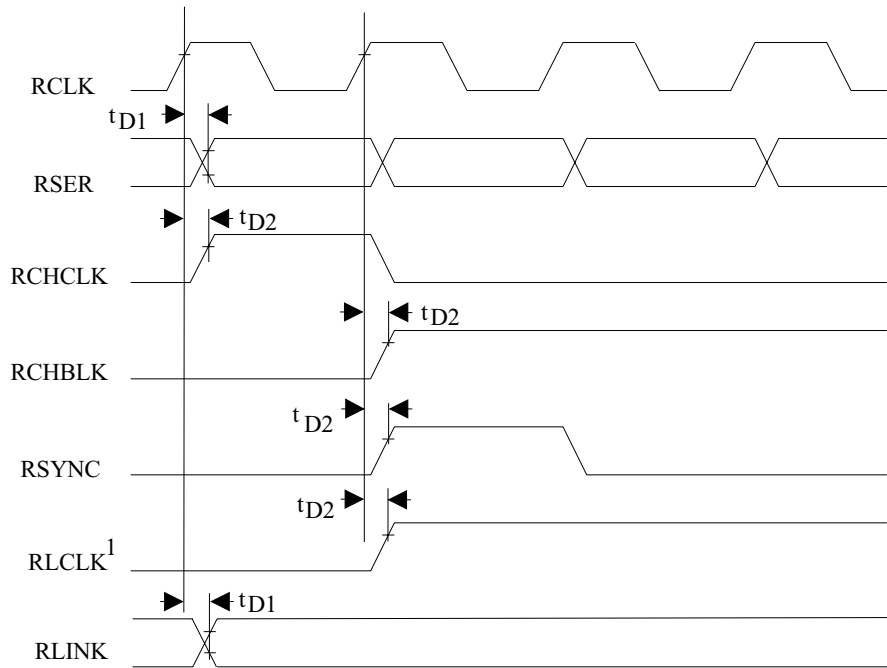 RCLK
tD1
RSER
tD2
RCHCLK
tD2
RCHBLK
tD2
RSYNC
tD2
RLCLK1
tD1
RLINK